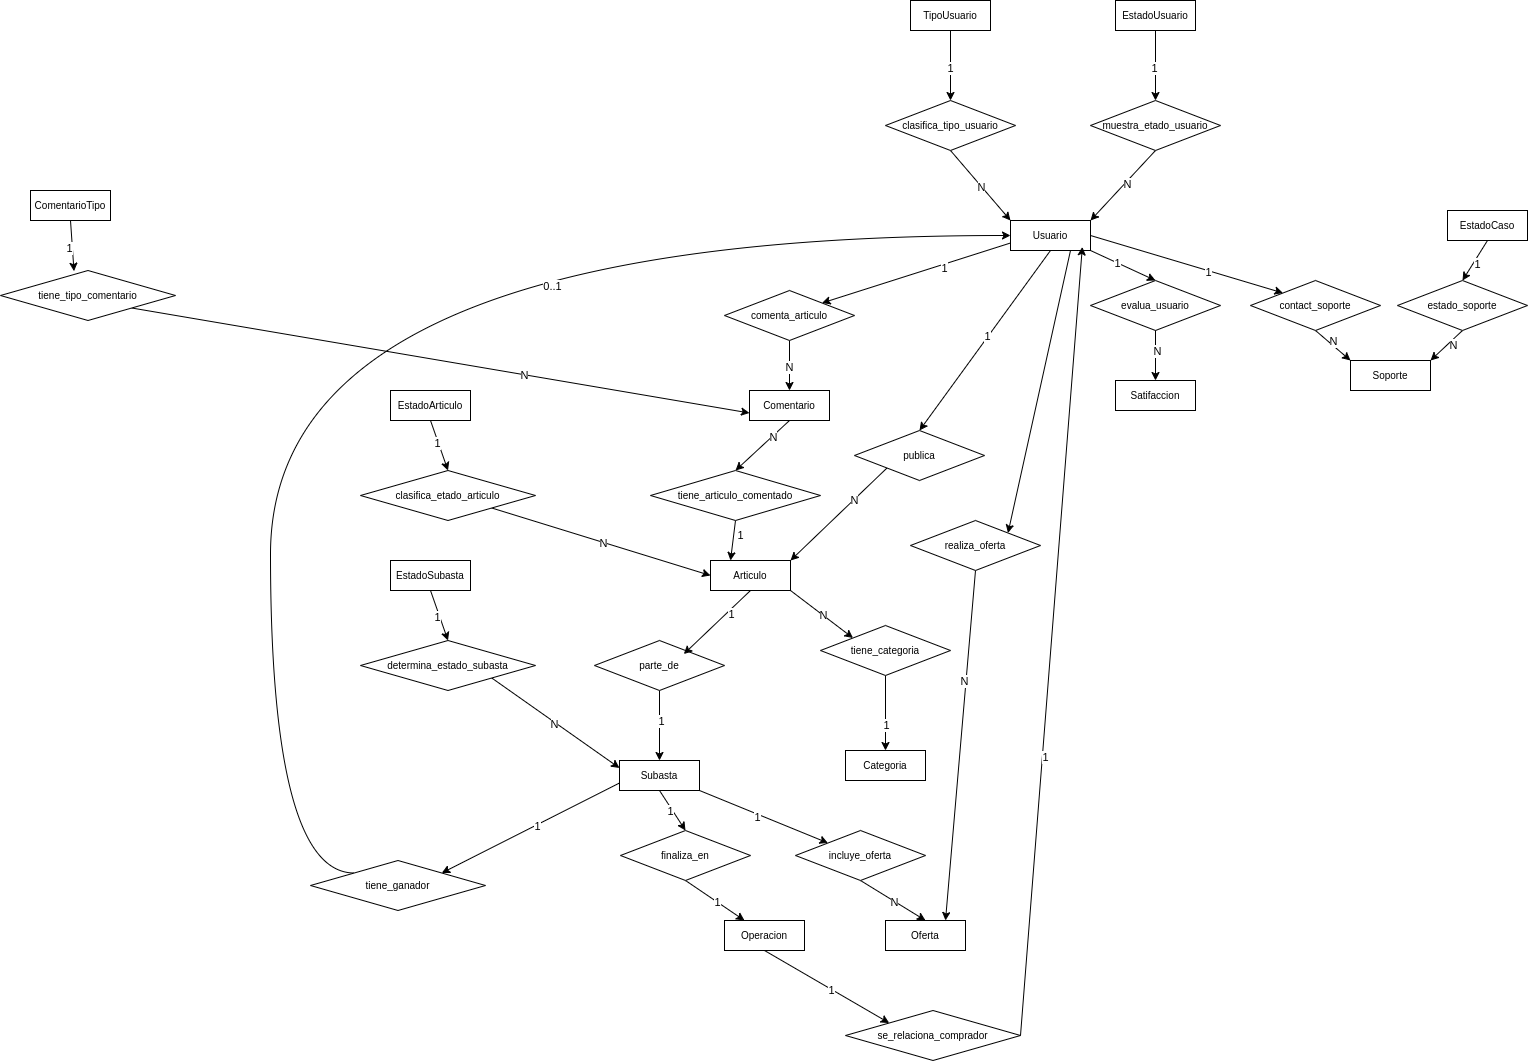 TipoUsuario
EstadoUsuario
1
1
clasifica_tipo_usuario
muestra_etado_usuario
N
N
ComentarioTipo
EstadoCaso
Usuario
1
1
1
1
1
tiene_tipo_comentario
0..1
comenta_articulo
evalua_usuario
contact_soporte
estado_soporte
1
N
N
N
N
N
Soporte
EstadoArticulo
Comentario
Satifaccion
1
N
publica
clasifica_etado_articulo
tiene_articulo_comentado
N
1
N
realiza_oferta
EstadoSubasta
Articulo
1
1
N
determina_estado_subasta
parte_de
tiene_categoria
N
N
1
1
1
Subasta
Categoria
1
1
1
finaliza_en
incluye_oferta
tiene_ganador
1
N
Operacion
Oferta
1
se_relaciona_comprador